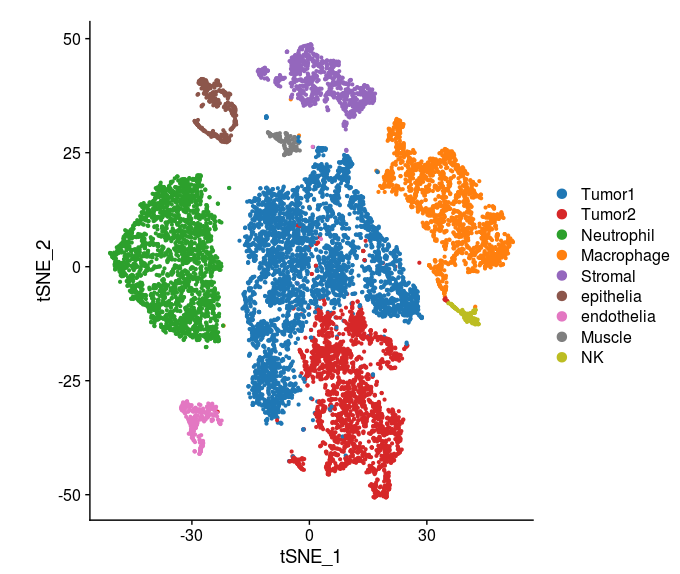 50
25
0
-25
-50
tSNE_2
-30
0
30
tSNE_1
Tumor1
Tumor2
Neutrophil
Macrophage
Stromal
epithelia
endothelia
Muscle
NK